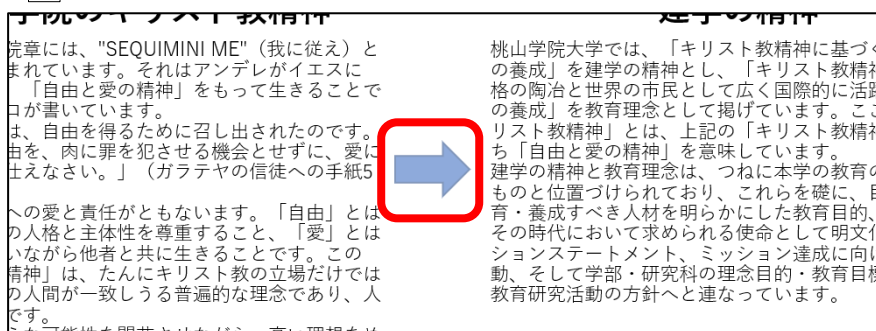 学院のキリスト教精神
院章には、"SEQUIMINI ME"（我に従え）と
まれています。それはアンデレがイエスに
「自由と愛の精神」をもって生きることで
ロが書いています。
は、自由を得るために召し出されたのです。
由を、肉に罪を犯させる機会とせずに、愛に
仕えなさい。」（ガラテヤの信徒への手紙5
への愛と責任がともないます。「自由」とは
の人格と主体性を尊重すること、「愛」とは
いながら他者と共に生きることです。この
精神」は、たんにキリスト教の立場だけでは
の人間が一致しうる普遍的な理念であり、人
です。
建学の精神
桃山学院大学では、「キリスト教精神に基づく
の養成」を建学の精神とし、「キリスト教精神
格の陶冶と世界の市民として広く国際的に活躍
の養成」を教育理念として掲げています。ここ
リスト教精神」とは、上記の「キリスト教精神
ち「自由と愛の精神」を意味しています。
建学の精神と教育理念は、つねに本学の教育の
ものと位置づけられており、これらを礎に、目
育・養成すべき人材を明らかにした教育目的、
その時代において求められる使命として明文化
ションステートメント、ミッション達成に向け
動、そして学部・研究科の理念目的・教育目標
教育研究活動の方針へと連なっています。